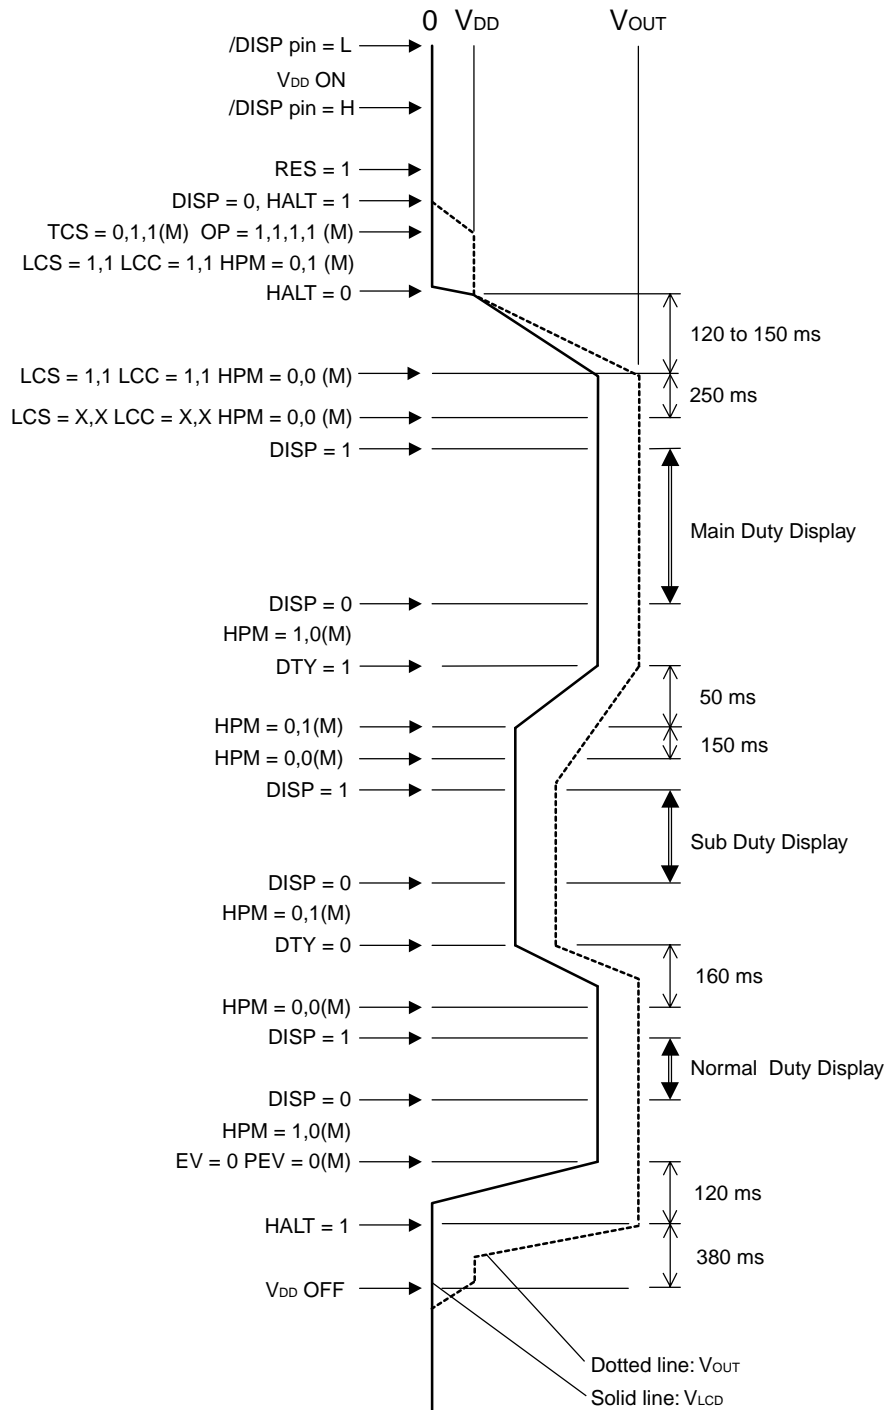 0 VDD VOUT
/DISP pin = L
VDD ON
/DISP pin = H
RES = 1
DISP = 0, HALT = 1
TCS = 0,1,1(M) OP = 1,1,1,1 (M)
LCS = 1,1 LCC = 1,1 HPM = 0,1 (M)
HALT = 0
120 to 150 ms
LCS = 1,1 LCC = 1,1 HPM = 0,0 (M)
250 ms
LCS = X,X LCC = X,X HPM = 0,0 (M)
DISP = 1
Main Duty Display
DISP = 0
HPM = 1,0(M)
DTY = 1
50 ms
HPM = 0,1(M)
150 ms
HPM = 0,0(M)
DISP = 1
Sub Duty Display
DISP = 0
HPM = 0,1(M)
DTY = 0
160 ms
HPM = 0,0(M)
DISP = 1
Normal Duty Display
DISP = 0
HPM = 1,0(M)
EV = 0 PEV = 0(M)
120 ms
HALT = 1
380 ms
VDD OFF
Dotted line: VOUT
Solid line: VLCD